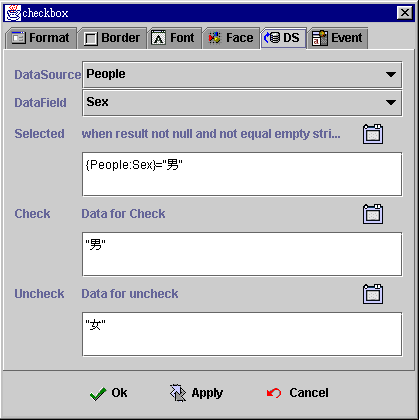 checkbox
Format Border Font Face DS Event
DataSource People
DataField Sex
Selected when result not null and not equal empty stri...
{People:Sex}="男"
Check Data for Check
"男"
Uncheck Data for uncheck
"女"
Ok Apply Cancel